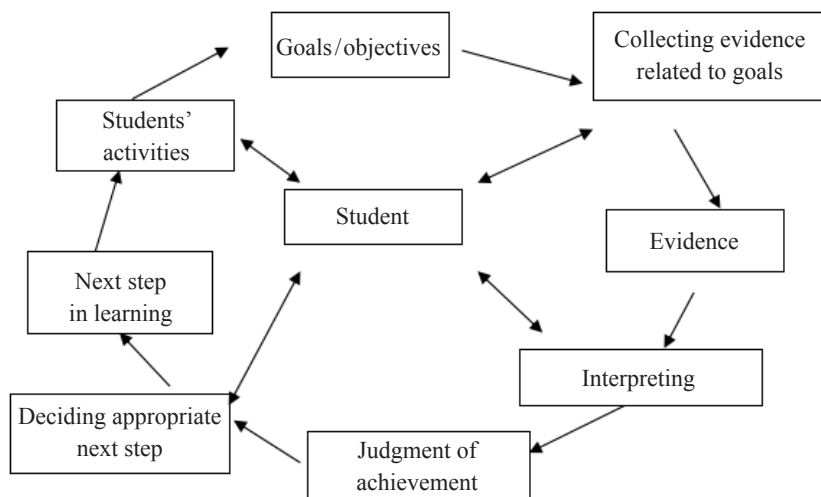 Goals/objectives
Collecting evidence
related to goals
Students’
activities
Student
Evidence
Next step
in learning
Interpreting
Deciding appropriate
next step
Judgment of
achievement